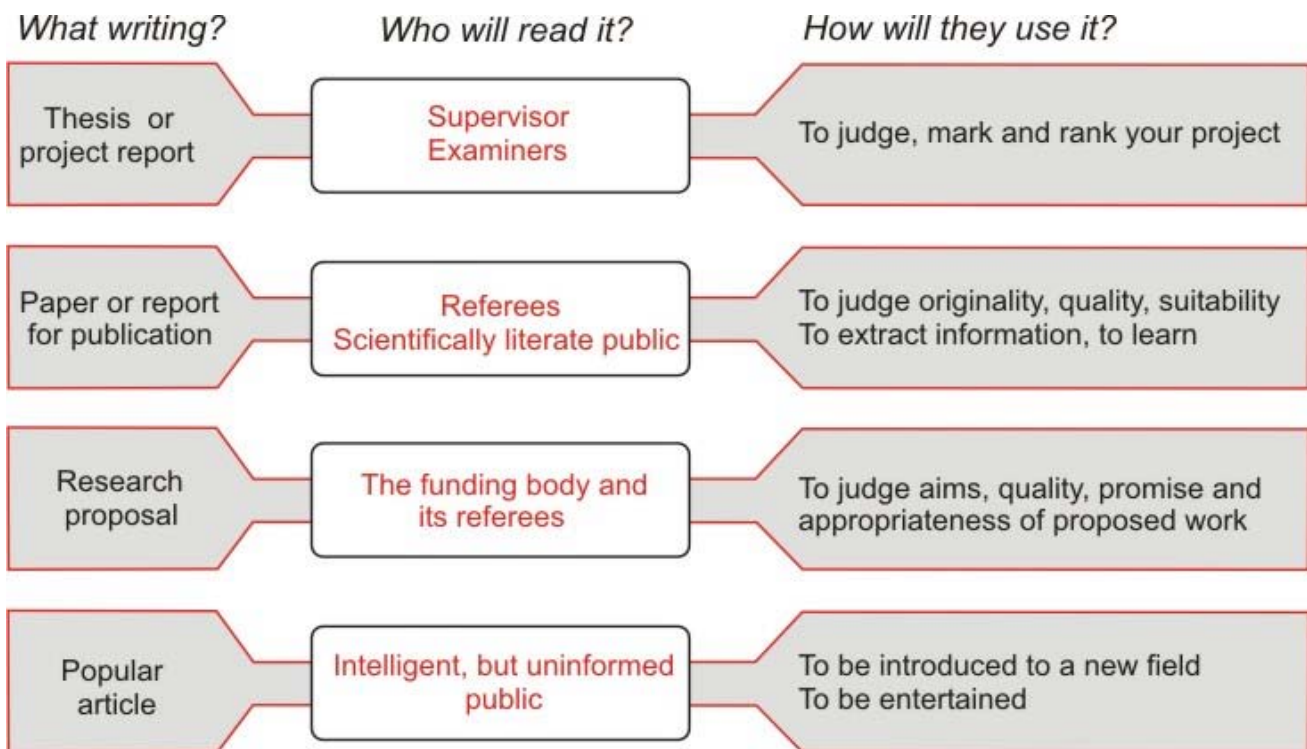 What writing?
Who will read it?
How will they use it?
Thesis or
project report
Supervisor
Examiners
To judge, mark and rank your project
Paper or report
for publication
Referees
Scientifically literate public
To judge originality, quality, suitability
To extract information, to learn
Research
proposal
The funding body and
its referees
To judge aims, quality, promise and
appropriateness of proposed work
Popular
article
Intelligent, but uninformed
public
To be introduced to a new field
To be entertained